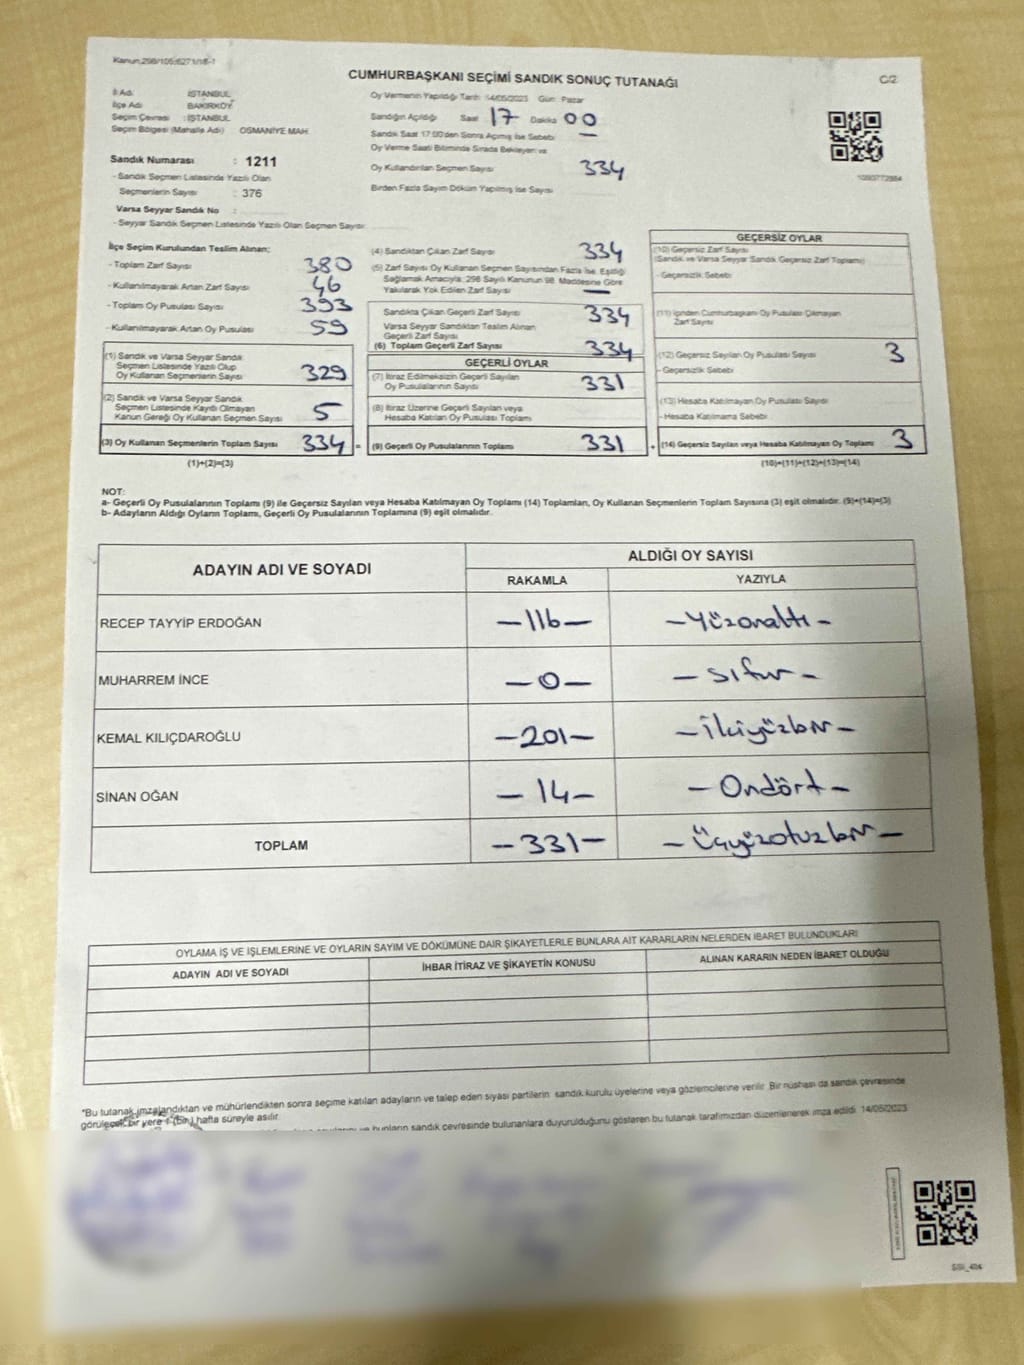 Kanun:298/105;6271/18-1
CUMHURBAŞKANI SEÇİMİ SANDIK SONUÇ TUTANAĞI
C/2
İl Adı : İSTANBUL
İlçe Adı : BAKIRKÖY
Seçim Çevresi : İSTANBUL
Seçim Bölgesi (Mahalle Adı) OSMANİYE MAH.
Sandık Numarası : 1211
- Sandık Seçmen Listesinde Yazılı Olan
Seçmenlerin Sayısı : 376
Varsa Seyyar Sandık No :
- Seyyar Sandık Seçmen Listesinde Yazılı Olan Seçmen Sayısı:
Oy Vermenin Yapıldığı Tarih: 14/05/2023 Gün: Pazar
Sandığın Açıldığı Saat 17 Dakika 00
Sandık Saat 17:00'den Sonra Açılmış İse Sebebi: —
Oy Verme Saati Bitiminde Sırada Bekleyen:
Oy Kullandırılan Seçmen Sayısı 334
Birden Fazla Sayım Döküm Yapılmış İse Sayısı
İlçe Seçim Kurulundan Teslim Alınan;
- Toplam Zarf Sayısı 380
- Kullanılmayarak Artan Zarf Sayısı 46
- Toplam Oy Pusulası Sayısı 393
- Kullanılmayarak Artan Oy Pusulası 59
(1) Sandık ve Varsa Seyyar Sandık
Seçmen Listesinde Yazılı Olup
Oy Kullanan Seçmenlerin Sayısı 329
(2) Sandık ve Varsa Seyyar Sandık
Seçmen Listesinde Kayıtlı Olmayan
Kanun Gereği Oy Kullanan Seçmen Sayısı 5
(3) Oy Kullanan Seçmenlerin Toplam Sayısı 334 =
(1)+(2)=(3)
(4) Sandıktan Çıkan Zarf Sayısı 334
(5) Zarf Sayısı Oy Kullanan Seçmen Sayısından Fazla İse, Eşitliği
Sağlamak Amacıyla; 298 Sayılı Kanunun 98. Maddesine Göre
Yakılarak Yok Edilen Zarf Sayısı —
Sandıkta Çıkan Geçerli Zarf Sayısı 334
Varsa Seyyar Sandıktan Teslim Alınan
Geçerli Zarf Sayısı
(6) Toplam Geçerli Zarf Sayısı 334
GEÇERLİ OYLAR
(7) İtiraz Edilmeksizin Geçerli Sayılan
Oy Pusulalarının Sayısı 331
(8) İtiraz Üzerine Geçerli Sayılan veya
Hesaba Katılan Oy Pusulası Toplamı
(9) Geçerli Oy Pusulalarının Toplamı 331 +
GEÇERSİZ OYLAR
(10) Geçersiz Zarf Sayısı
(Sandık ve Varsa Seyyar Sandık Geçersiz Zarf Toplamı)
- Geçersizlik Sebebi
(11) İçinden Cumhurbaşkanı Oy Pusulası Çıkmayan
Zarf Sayısı
(12) Geçersiz Sayılan Oy Pusulası Sayısı 3
- Geçersizlik Sebebi
(13) Hesaba Katılmayan Oy Pusulası Sayısı
- Hesaba Katılmama Sebebi
(14) Geçersiz Sayılan veya Hesaba Katılmayan Oy Toplamı 3
(10)+(11)+(12)+(13)=(14)
NOT:
a- Geçerli Oy Pusulalarının Toplamı (9) ile Geçersiz Sayılan veya Hesaba Katılmayan Oy Toplamı (14) Toplamları, Oy Kullanan Seçmenlerin Toplam Sayısına (3) eşit olmalıdır. (9)+(14)=(3)
b- Adayların Aldığı Oyların Toplamı, Geçerli Oy Pusulalarının Toplamına (9) eşit olmalıdır.
ADAYIN ADI VE SOYADI
ALDIĞI OY SAYISI
RAKAMLA YAZIYLA
RECEP TAYYİP ERDOĞAN —116— —Yüzonaltı—
MUHARREM İNCE —0— —Sıfır—
KEMAL KILIÇDAROĞLU —201— —İkiyüzbir—
SİNAN OĞAN —14— —Ondört—
TOPLAM —331— —Üçyüzotuzbir—
OYLAMA İŞ VE İŞLEMLERİNE VE OYLARIN SAYIM VE DÖKÜMÜNE DAİR ŞİKAYETLERLE BUNLARA AİT KARARLARIN NELERDEN İBARET BULUNDUKLARI
ADAYIN ADI VE SOYADI İHBAR İTİRAZ VE ŞİKAYETİN KONUSU ALINAN KARARIN NEDEN İBARET OLDUĞU
*Bu tutanak imzalandıktan ve mühürlendikten sonra seçime katılan adayların ve talep eden siyasi partilerin sandık kurulu üyelerine veya gözlemcilerine verilir. Bir nüshası da sandık çevresinde
görülecek bir yere 1 (bir) hafta süreyle asılır.
ve bunların sandık çevresinde bulunanlara duyurulduğunu gösteren bu tutanak tarafımızdan düzenlenerek imza edildi. 14/05/2023